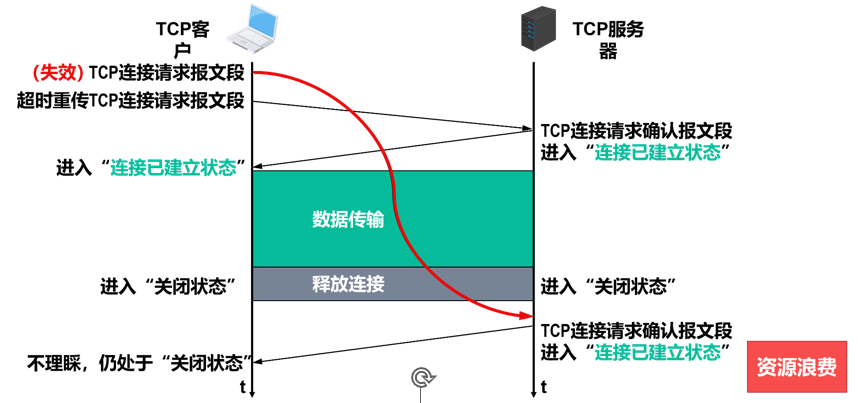 TCP客
户
TCP服务
器
（失效）TCP连接请求报文段
超时重传TCP连接请求报文段
TCP连接请求确认报文段
进入“连接已建立状态”
进入“连接已建立状态”
数据传输
进入“关闭状态”
释放连接
进入“关闭状态”
TCP连接请求确认报文段
进入“连接已建立状态”
不理睬，仍处于“关闭状态”
资源浪费
t
t